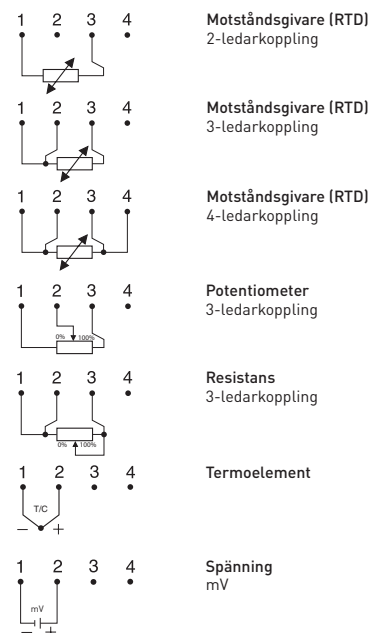 1 2 3 4
Motståndsgivare (RTD)
2-ledarkoppling
1 2 3 4
Motståndsgivare (RTD)
3-ledarkoppling
1 2 3 4
Motståndsgivare (RTD)
4-ledarkoppling
1 2 3 4
0% 100%
Potentiometer
3-ledarkoppling
1 2 3 4
0% 100%
Resistans
3-ledarkoppling
1 2 3 4
T/C
– +
Termoelement
1 2 3 4
mV
– +
Spänning
mV